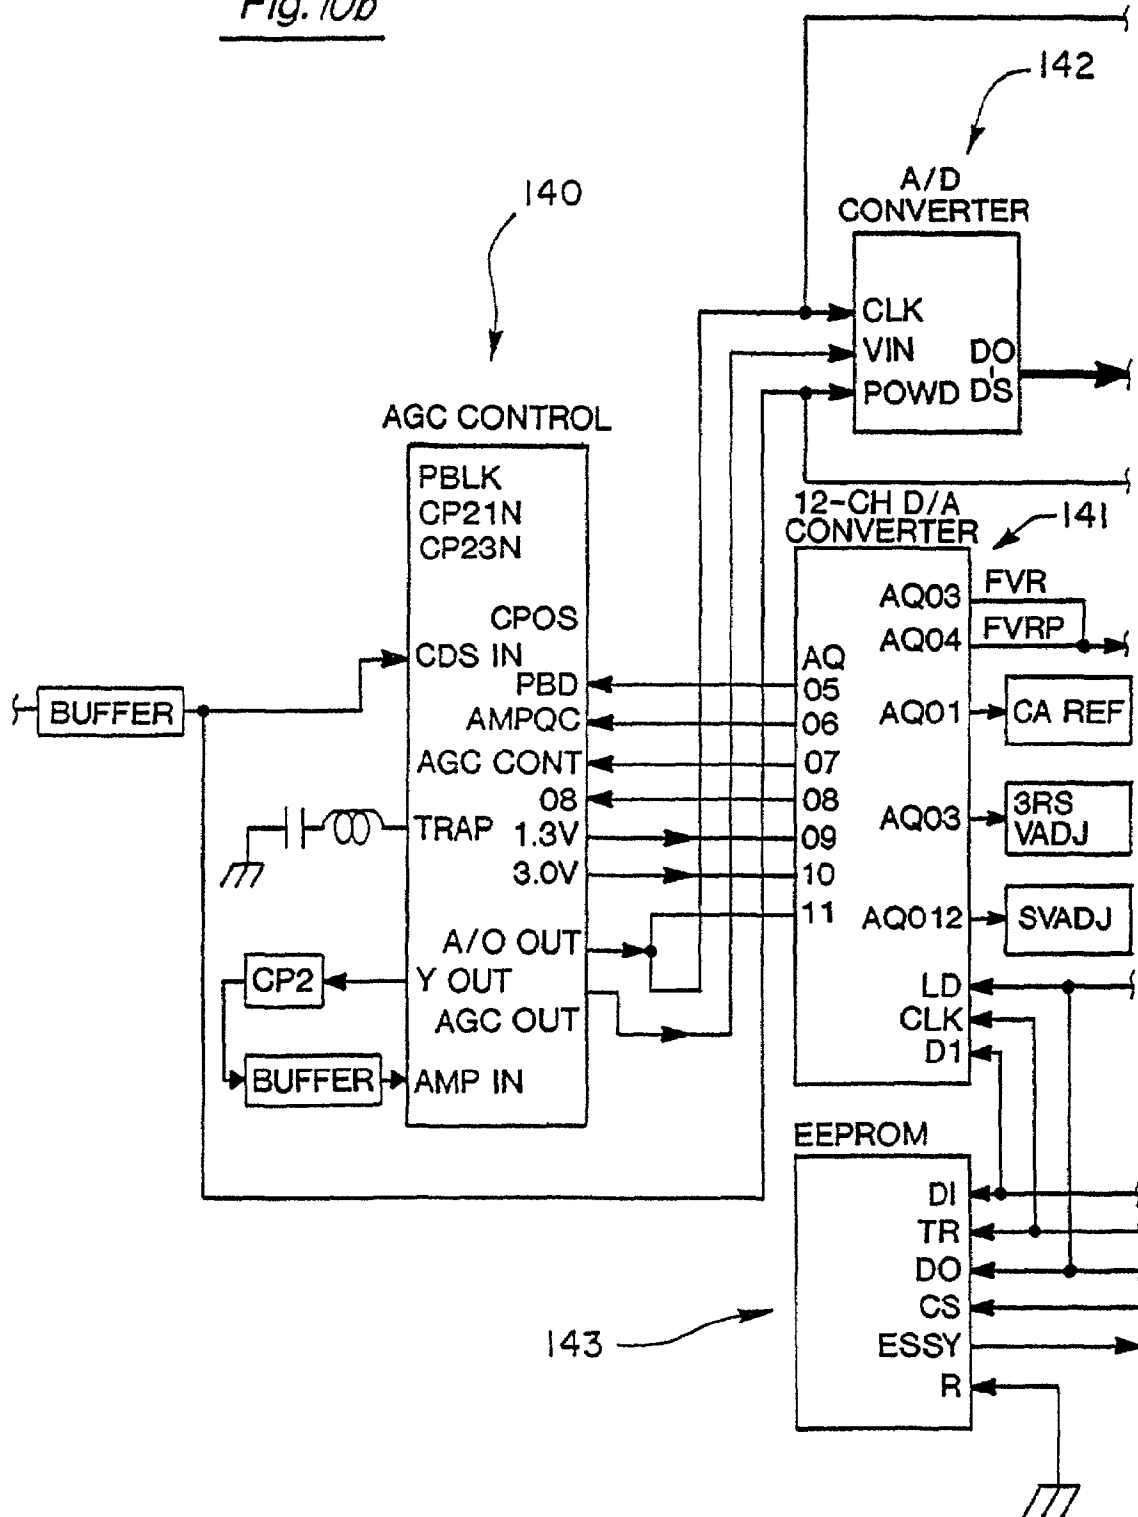 Fig. 10b
142
A/D
CONVERTER
CLK
VIN
POWD
DO
DS
140
AGC CONTROL
PBLK
CP21N
CP23N
CPOS
CDS IN
PBD
AMPQC
AGC CONT
08
TRAP
1.3V
3.0V
A/O OUT
Y OUT
AGC OUT
AMP IN
BUFFER
CP2
BUFFER
12-CH D/A
CONVERTER
141
AQ
05
06
07
08
09
10
11
AQ03
FVR
AQ04
FVRP
AQ01
CA REF
AQ03
3RS
VADJ
AQ012
SVADJ
LD
CLK
D1
EEPROM
DI
TR
DO
CS
ESSY
R
143